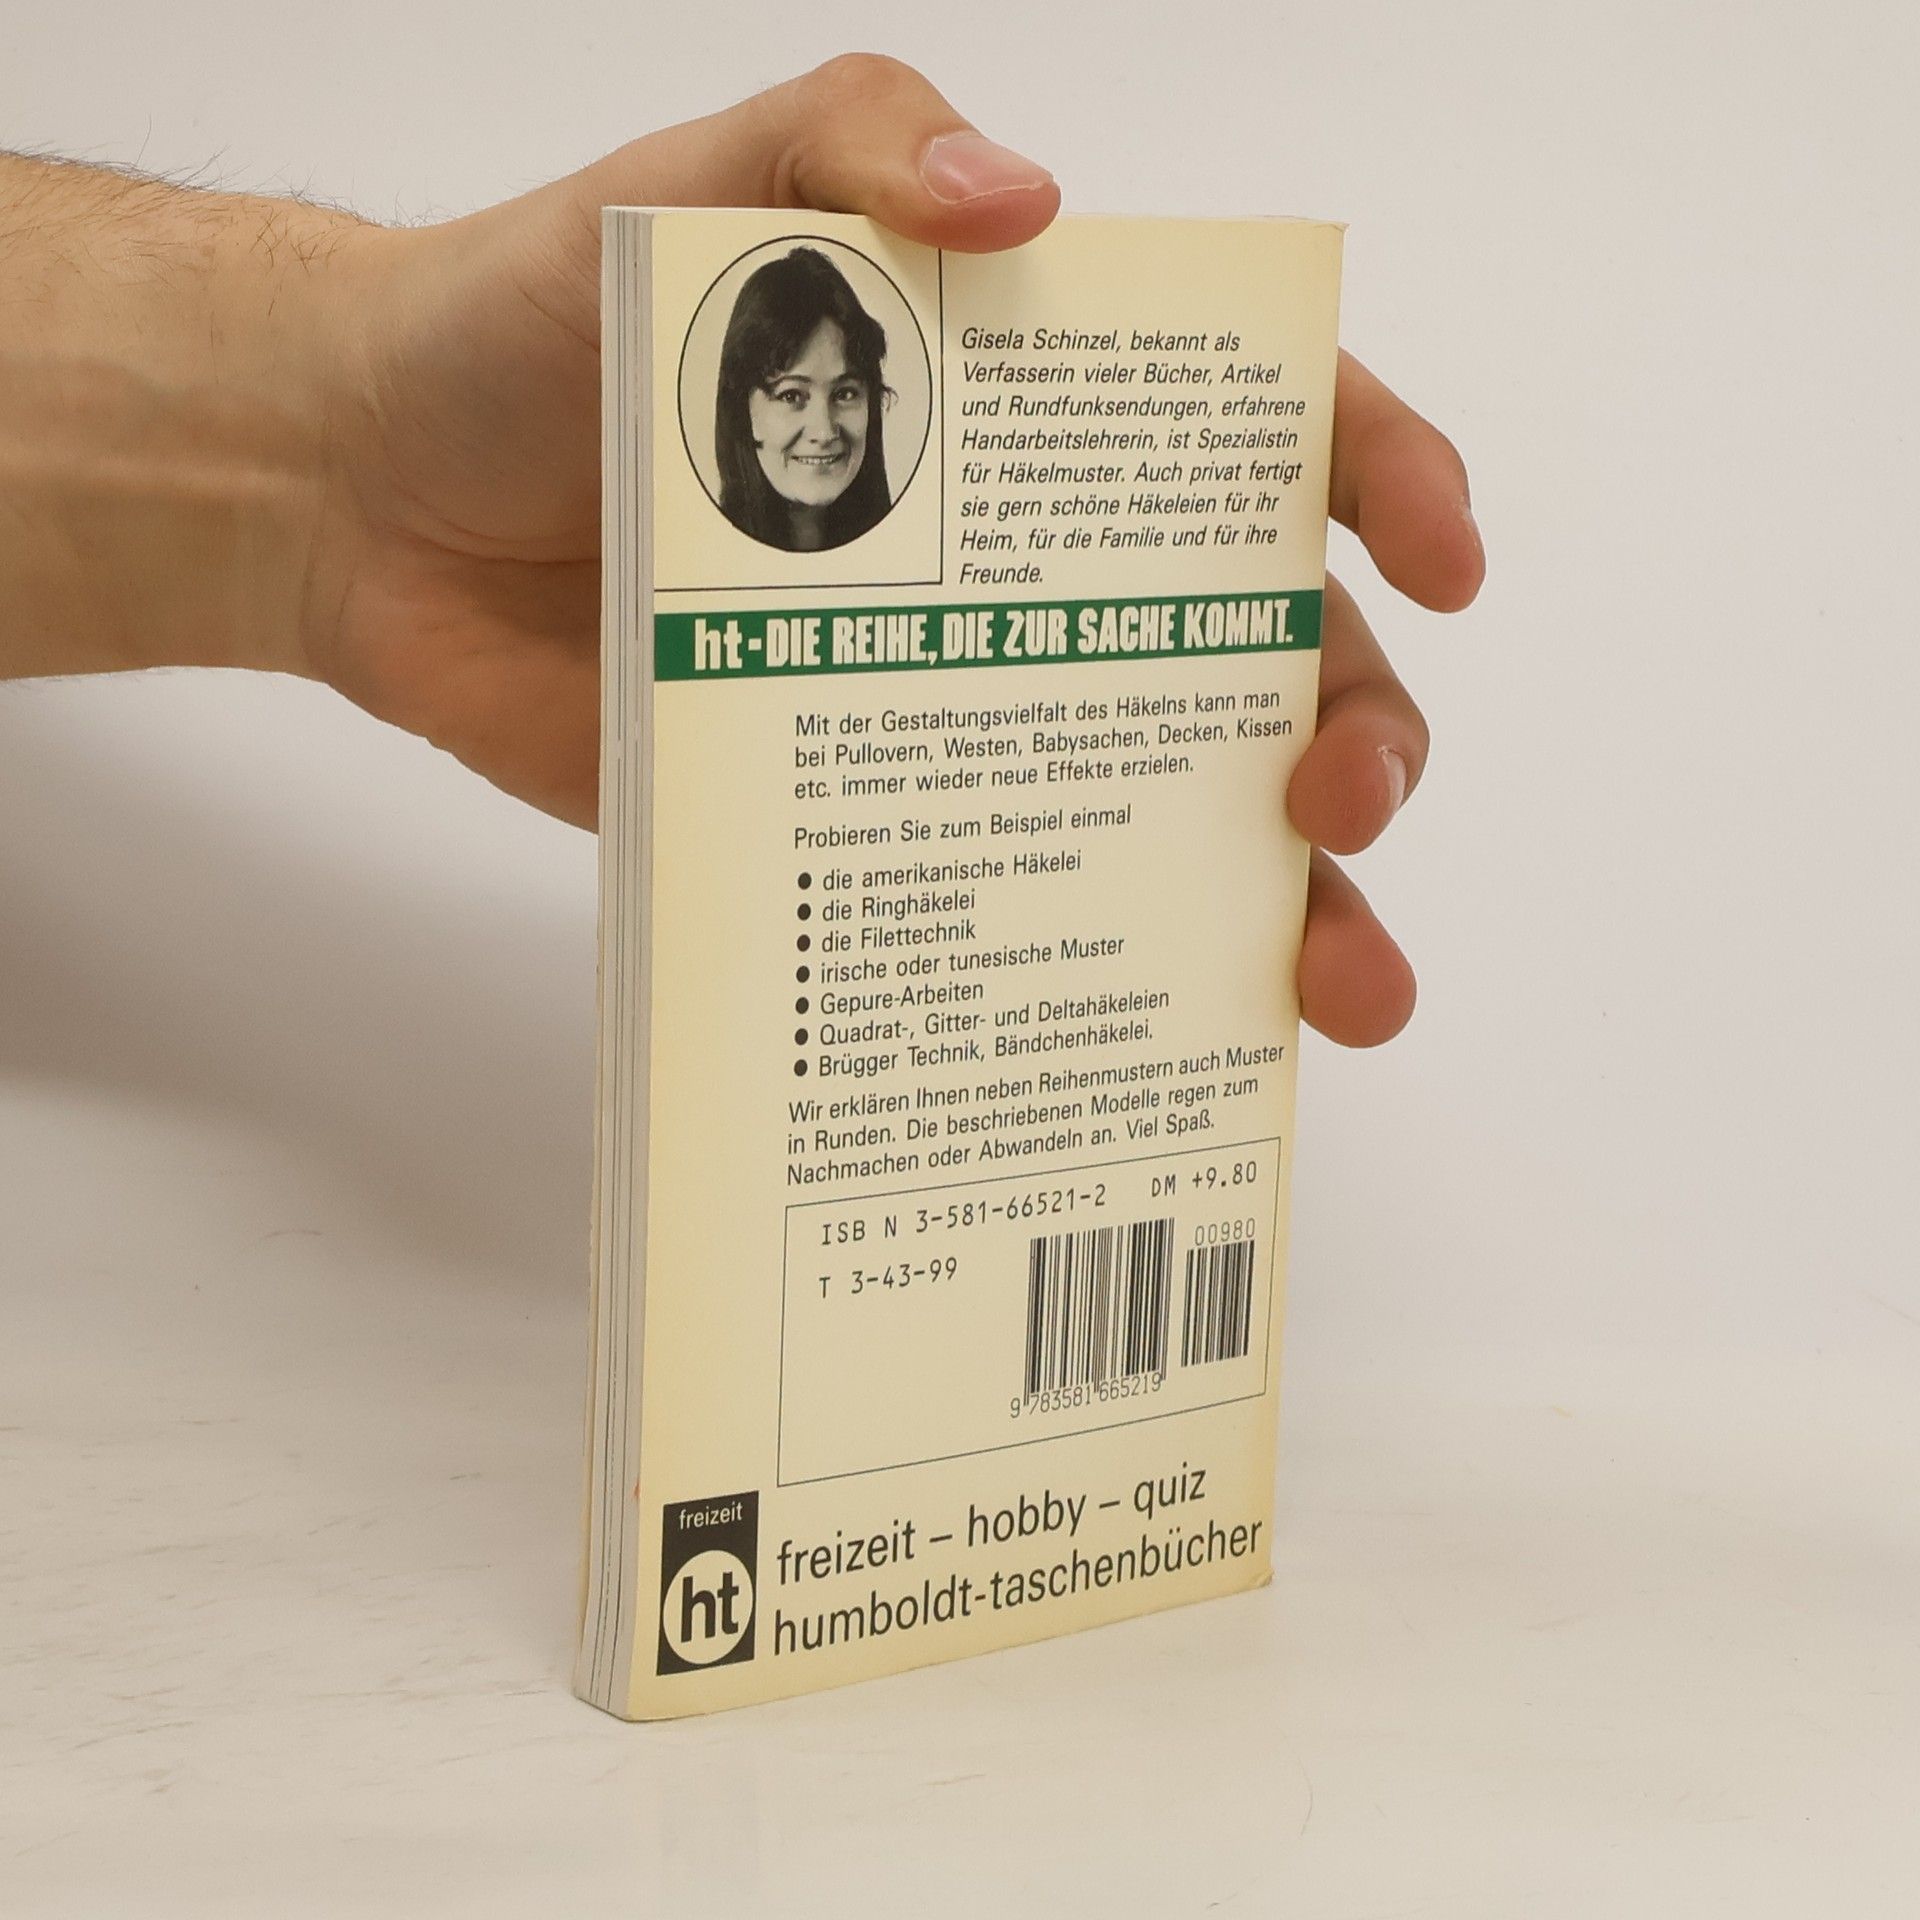 Gisela Schinzel, bekannt als
Verfasserin vieler Bücher, Artikel
und Rundfunksendungen, erfahrene
Handarbeitslehrerin, ist Spezialistin
für Häkelmuster. Auch privat fertigt
sie gern schöne Häkeleien für ihr
Heim, für die Familie und für ihre
Freunde.
ht-DIE REIHE, DIE ZUR SACHE KOMMT.
Mit der Gestaltungsvielfalt des Häkelns kann man
bei Pullovern, Westen, Babysachen, Decken, Kissen
etc. immer wieder neue Effekte erzielen.
Probieren Sie zum Beispiel einmal
● die amerikanische Häkelei
● die Ringhäkelei
● die Filettechnik
● irische oder tunesische Muster
● Gepure-Arbeiten
● Quadrat-, Gitter- und Deltahäkeleien
● Brügger Technik, Bändchenhäkelei.
Wir erklären Ihnen neben Reihenmustern auch Muster
in Runden. Die beschriebenen Modelle regen zum
Nachmachen oder Abwandeln an. Viel Spaß.
ISB N 3-581-66521-2 DM +9.80
T 3-43-99
00980
9 783581 665219
freizeit
ht
freizeit – hobby – quiz
humboldt-taschenbücher